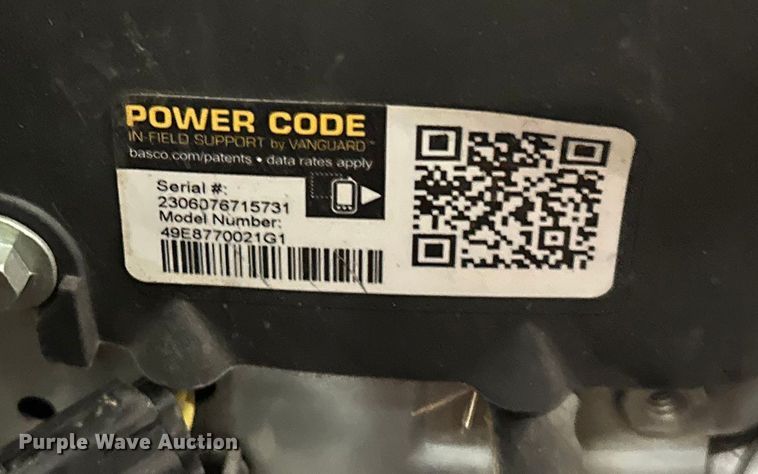 POWER CODE
IN-FIELD SUPPORT by VANGUARD™
basco.com/patents • data rates apply
Serial #:
2306076715731
Model Number:
49E8770021G1
Purple Wave Auction